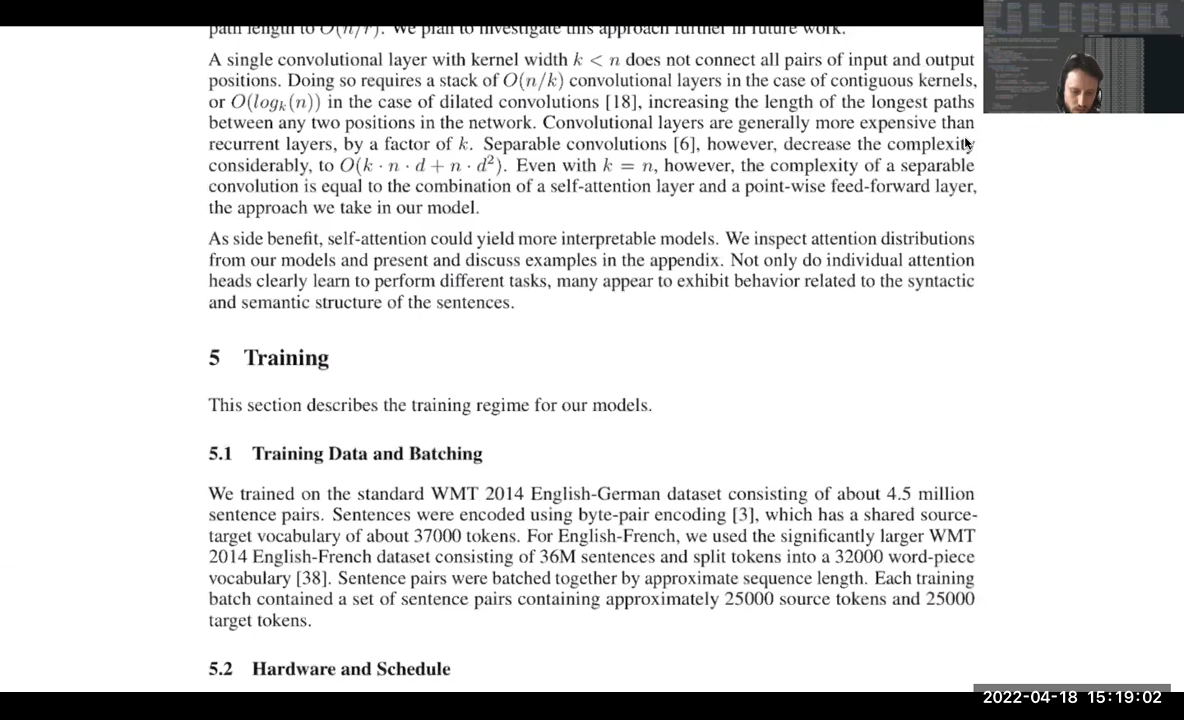 path length to O(n/r). We plan to investigate this approach further in future work.
A single convolutional layer with kernel width k < n does not connect all pairs of input and output
positions. Doing so requires a stack of O(n/k) convolutional layers in the case of contiguous kernels,
or O(logₖ(n)) in the case of dilated convolutions [18], increasing the length of the longest paths
between any two positions in the network. Convolutional layers are generally more expensive than
recurrent layers, by a factor of k. Separable convolutions [6], however, decrease the complexity
considerably, to O(k · n · d + n · d²). Even with k = n, however, the complexity of a separable
convolution is equal to the combination of a self-attention layer and a point-wise feed-forward layer,
the approach we take in our model.
As side benefit, self-attention could yield more interpretable models. We inspect attention distributions
from our models and present and discuss examples in the appendix. Not only do individual attention
heads clearly learn to perform different tasks, many appear to exhibit behavior related to the syntactic
and semantic structure of the sentences.
5 Training
This section describes the training regime for our models.
5.1 Training Data and Batching
We trained on the standard WMT 2014 English-German dataset consisting of about 4.5 million
sentence pairs. Sentences were encoded using byte-pair encoding [3], which has a shared source-
target vocabulary of about 37000 tokens. For English-French, we used the significantly larger WMT
2014 English-French dataset consisting of 36M sentences and split tokens into a 32000 word-piece
vocabulary [38]. Sentence pairs were batched together by approximate sequence length. Each training
batch contained a set of sentence pairs containing approximately 25000 source tokens and 25000
target tokens.
5.2 Hardware and Schedule
2022-04-18 15:19:02